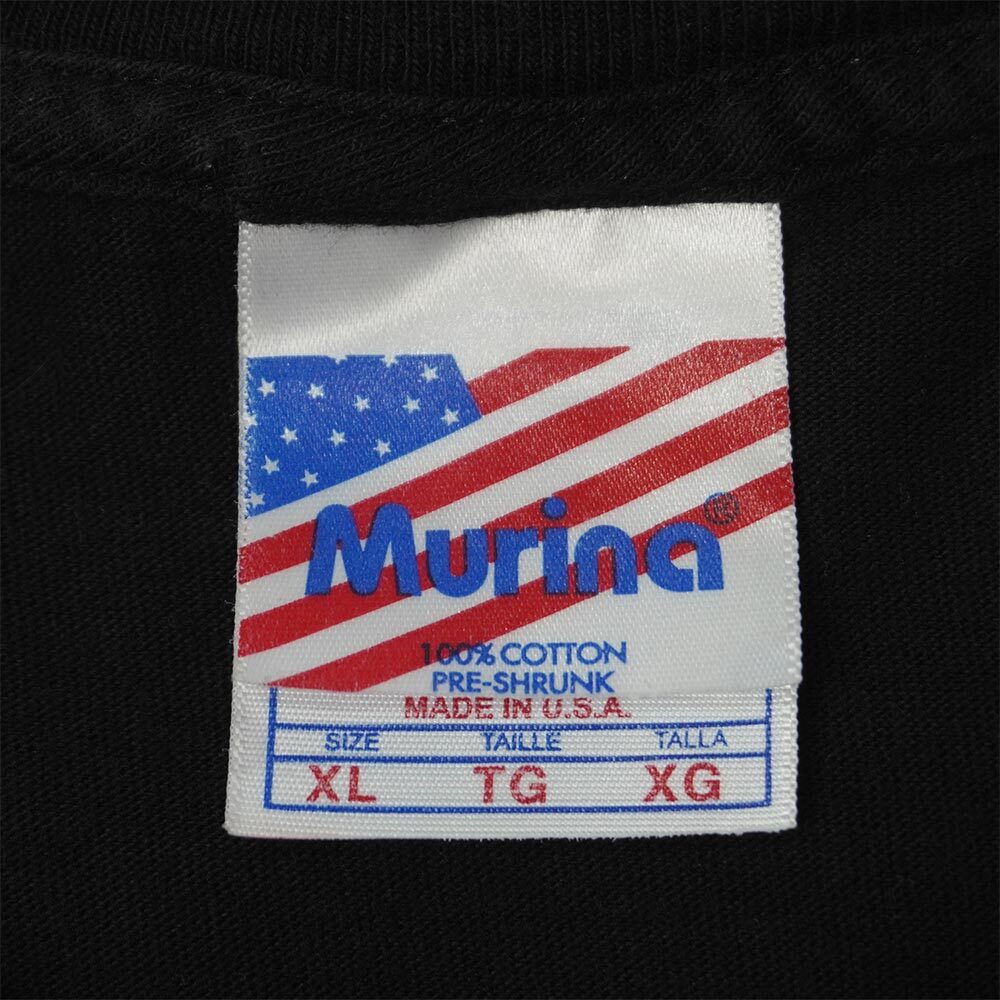 Murina®
100% COTTON
PRE-SHRUNK
MADE IN U.S.A.
SIZE TAILLE TALLA
XL TG XG